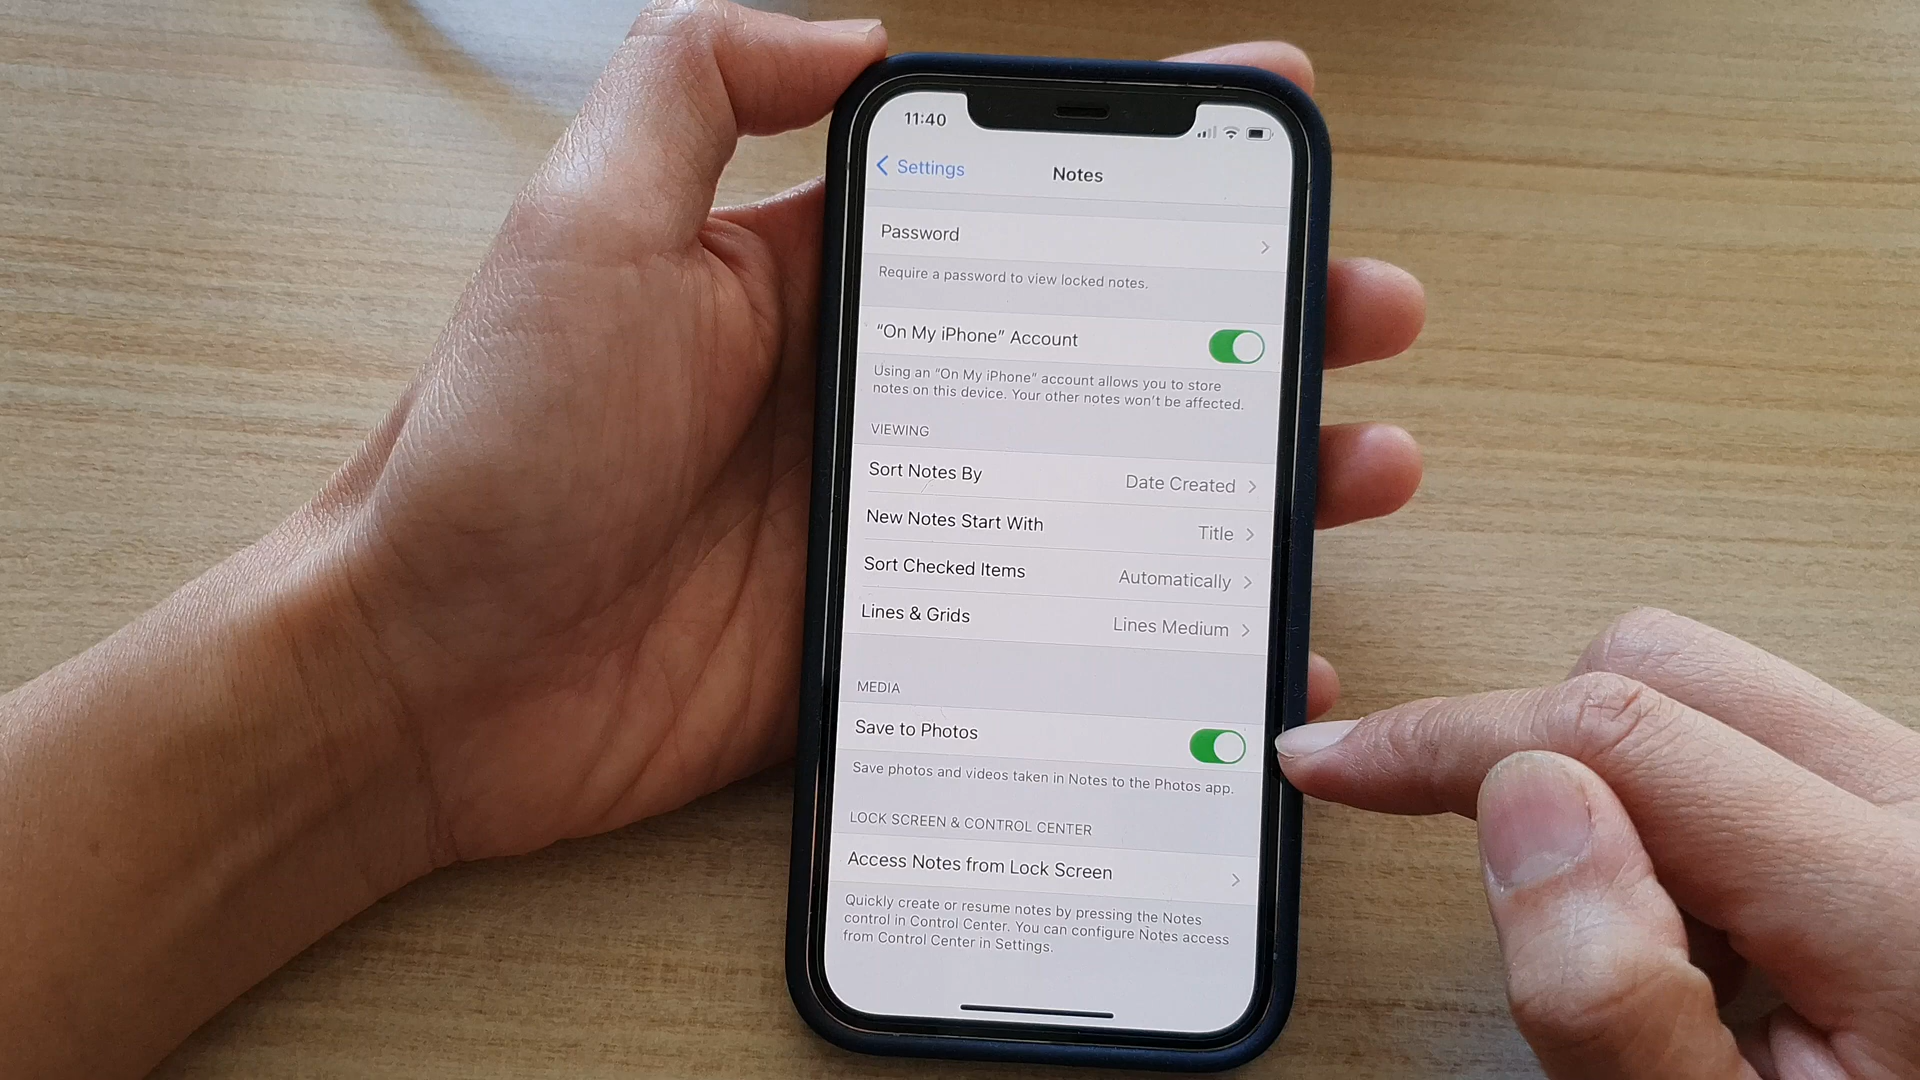 11:40
Settings
Notes
Password
Require a password to view locked notes.
“On My iPhone” Account
Using an “On My iPhone” account allows you to store
notes on this device. Your other notes won’t be affected.
VIEWING
Sort Notes By Date Created
New Notes Start With Title
Sort Checked Items Automatically
Lines & Grids Lines Medium
MEDIA
Save to Photos
Save photos and videos taken in Notes to the Photos app.
LOCK SCREEN & CONTROL CENTER
Access Notes from Lock Screen
Quickly create or resume notes by pressing the Notes
control in Control Center. You can configure Notes access
from Control Center in Settings.